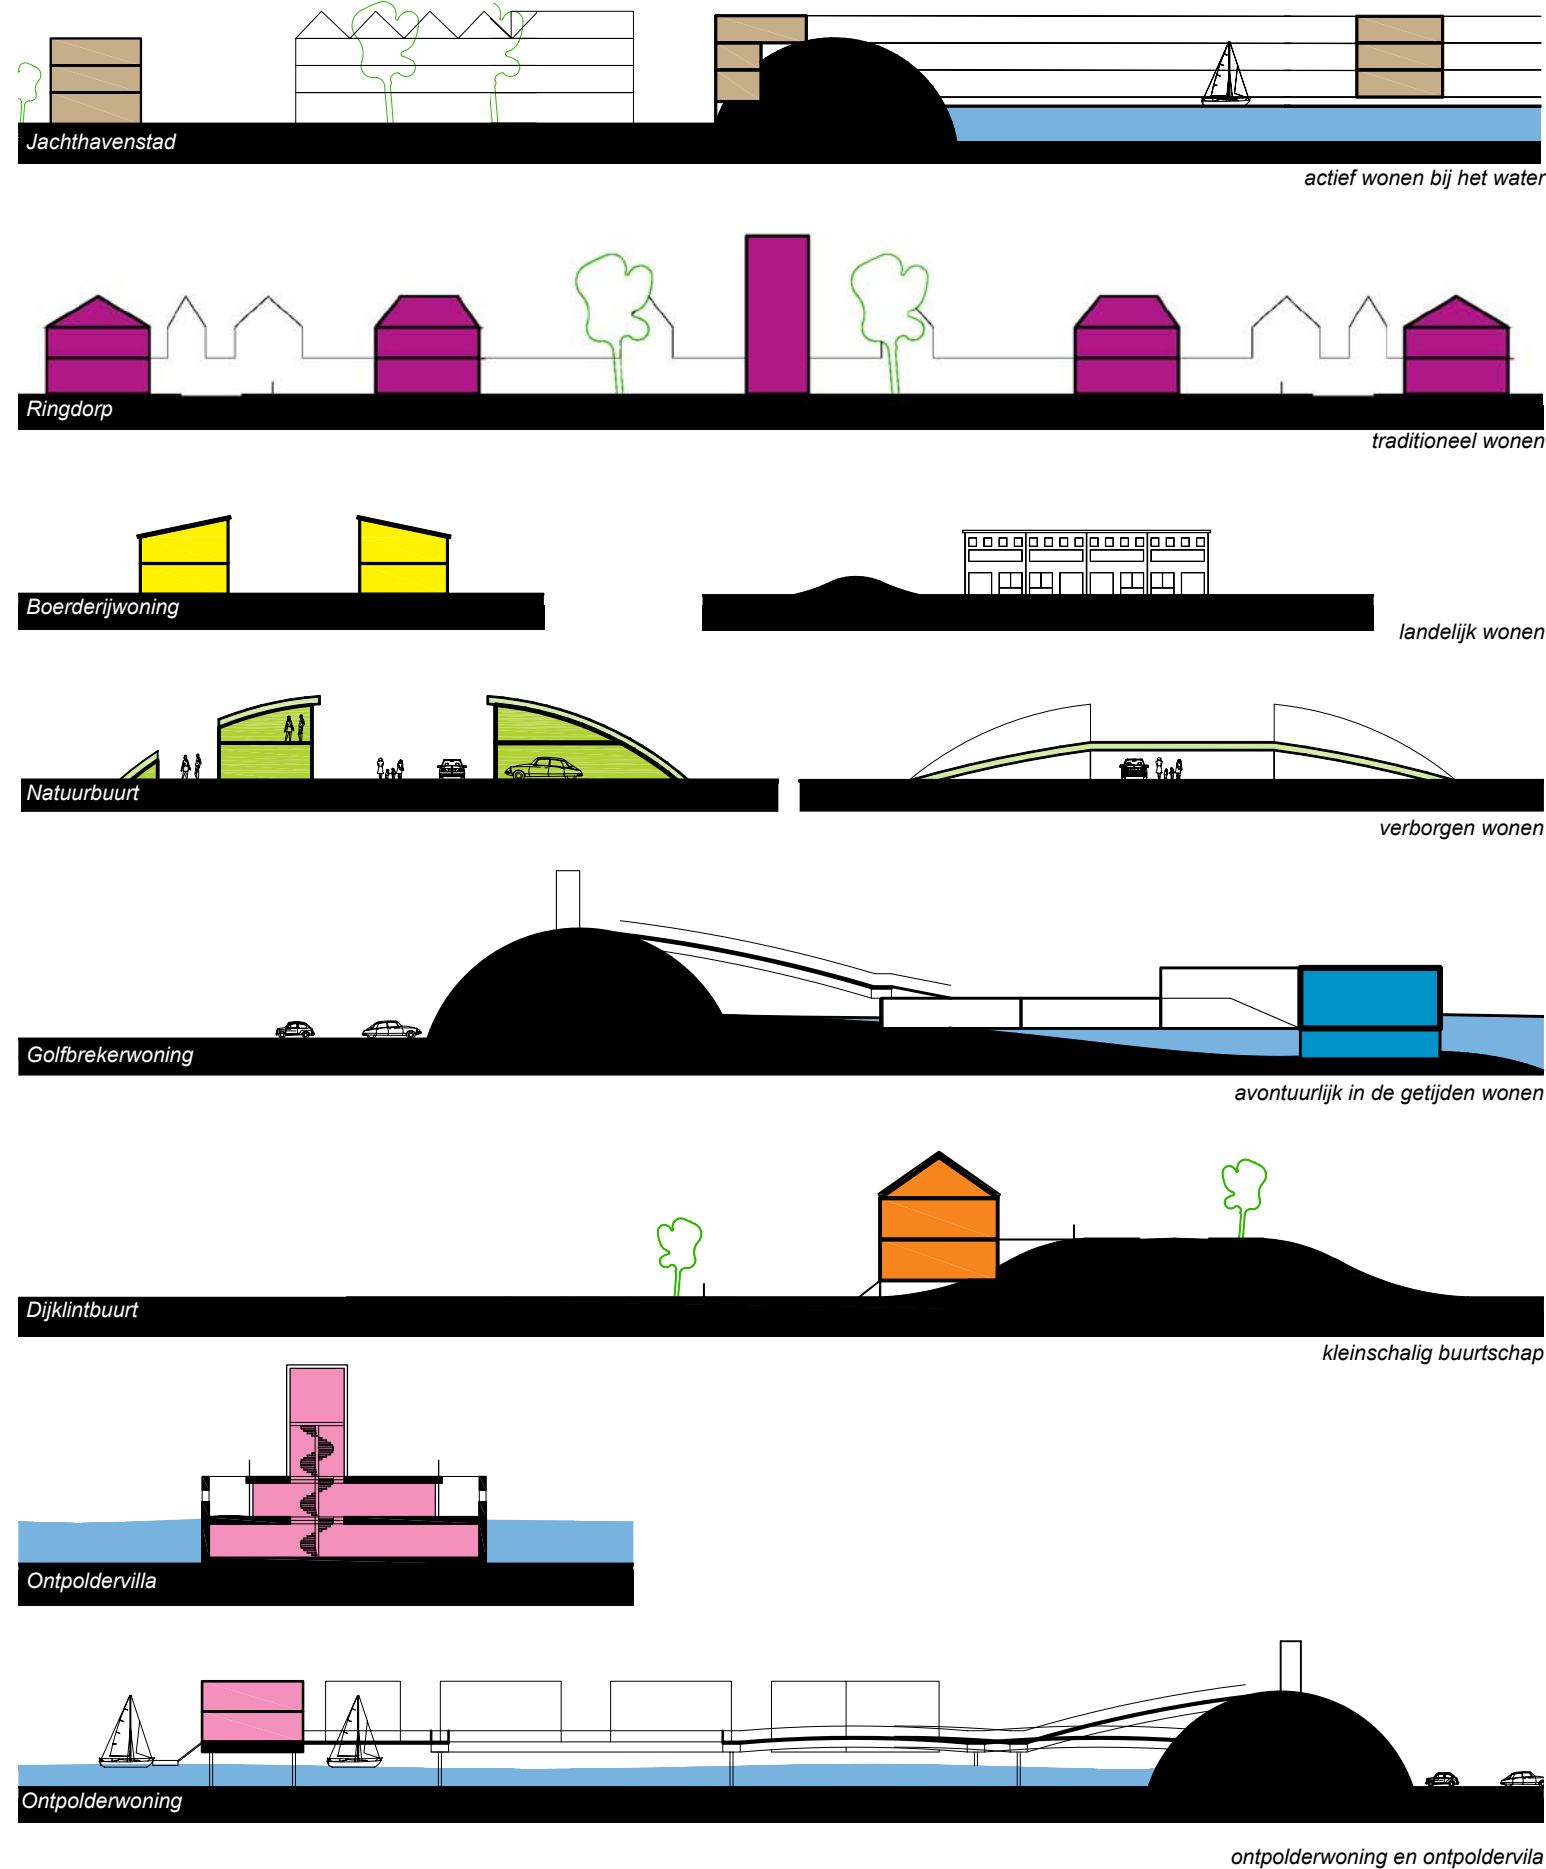 Jachthavenstad
actief wonen bij het water
Ringdorp
traditioneel wonen
Boerderijwoning
landelijk wonen
Natuurbuurt
verborgen wonen
Golfbrekerwoning
avontuurlijk in de getijden wonen
Dijklintbuurt
kleinschalig buurtschap
Ontpoldervilla
Ontpolderwoning
ontpolderwoning en ontpoldervila